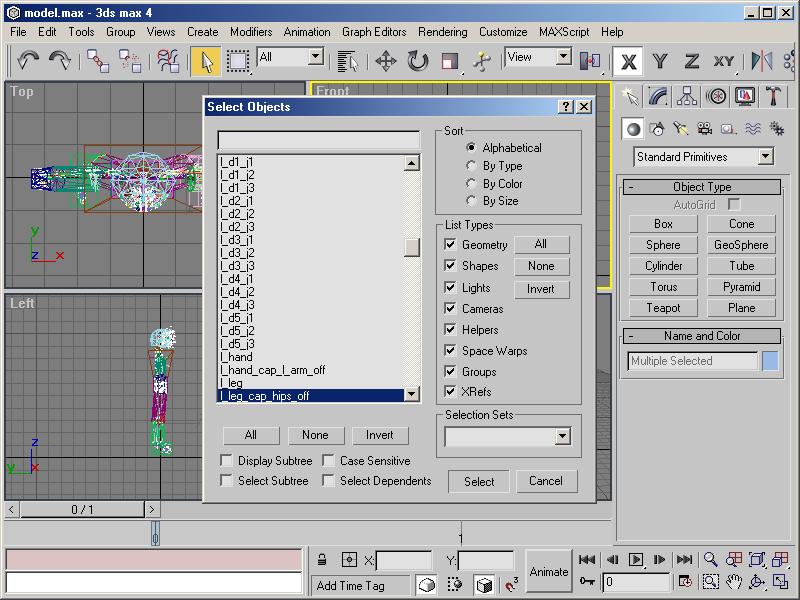 model.max - 3ds max 4
File Edit Tools Group Views Create Modifiers Animation Graph Editors Rendering Customize MAXScript Help
All
View
X Y Z XY
Top
Front
Left
y
z x
z
y x
Select Objects
l_d1_j1
l_d1_j2
l_d1_j3
l_d2_j1
l_d2_j2
l_d2_j3
l_d3_j1
l_d3_j2
l_d3_j3
l_d4_j1
l_d4_j2
l_d4_j3
l_d5_j1
l_d5_j2
l_d5_j3
l_hand
l_hand_cap_l_arm_off
l_leg
l_leg_cap_hips_off
All None Invert
Display Subtree Case Sensitive
Select Subtree Select Dependents
Sort
Alphabetical
By Type
By Color
By Size
List Types
Geometry All
Shapes None
Lights Invert
Cameras
Helpers
Space Warps
Groups
XRefs
Selection Sets
Select Cancel
Standard Primitives
- Object Type
AutoGrid
Box Cone
Sphere GeoSphere
Cylinder Tube
Torus Pyramid
Teapot Plane
- Name and Color
Multiple Selected
< 0 / 1 >
0 1
X: Y:
Add Time Tag
Animate
0